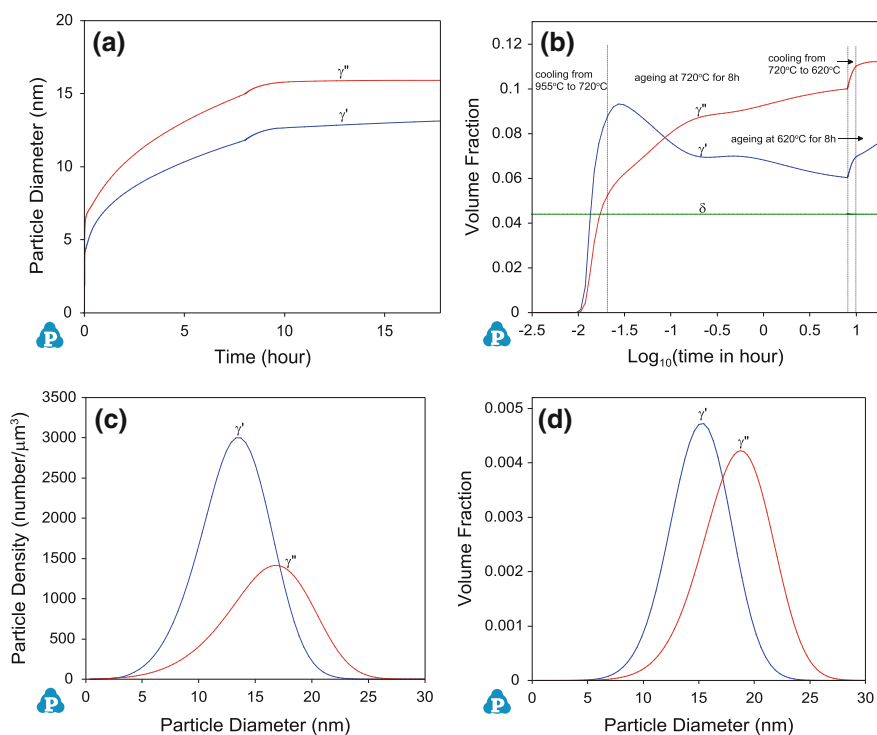 (a)
20
15
10
5
0
Particle Diameter (nm)
γ''
γ'
0
5
10
15
Time (hour)
P
(b)
0.12
0.1
0.08
0.06
0.04
0.02
0
Volume Fraction
cooling from
955°C to 720°C
ageing at 720°C for 8h
cooling from
720°C to 620°C
γ''
ageing at 620°C for 8h
γ'
δ
-2.5
-2
-1.5
-1
-0.5
0
0.5
1
Log₁₀(time in hour)
P
(c)
3500
3000
2500
2000
1500
1000
500
0
Particle Density (number/μm³)
γ'
γ''
0
5
10
15
20
25
30
Particle Diameter (nm)
P
(d)
0.005
0.004
0.003
0.002
0.001
0
Volume Fraction
γ'
γ''
0
5
10
15
20
25
30
Particle Diameter (nm)
P